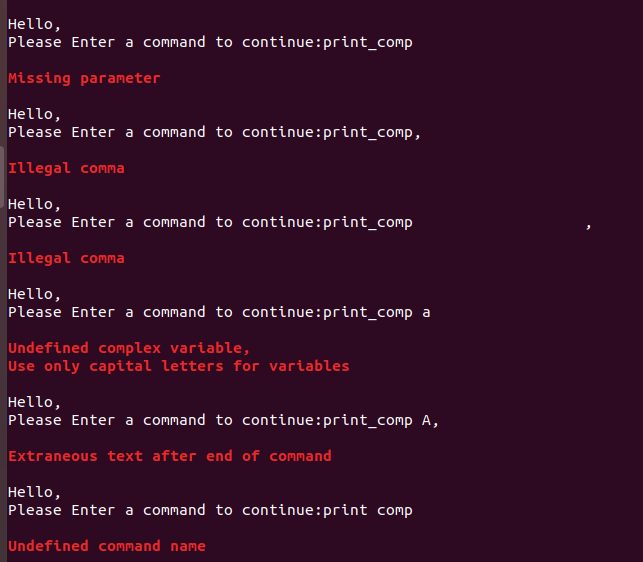 Hello,
Please Enter a command to continue:print_comp
Missing parameter
Hello,
Please Enter a command to continue:print_comp,
Illegal comma
Hello,
Please Enter a command to continue:print_comp                   ,
Illegal comma
Hello,
Please Enter a command to continue:print_comp a
Undefined complex variable,
Use only capital letters for variables
Hello,
Please Enter a command to continue:print_comp A,
Extraneous text after end of command
Hello,
Please Enter a command to continue:print comp
Undefined command name